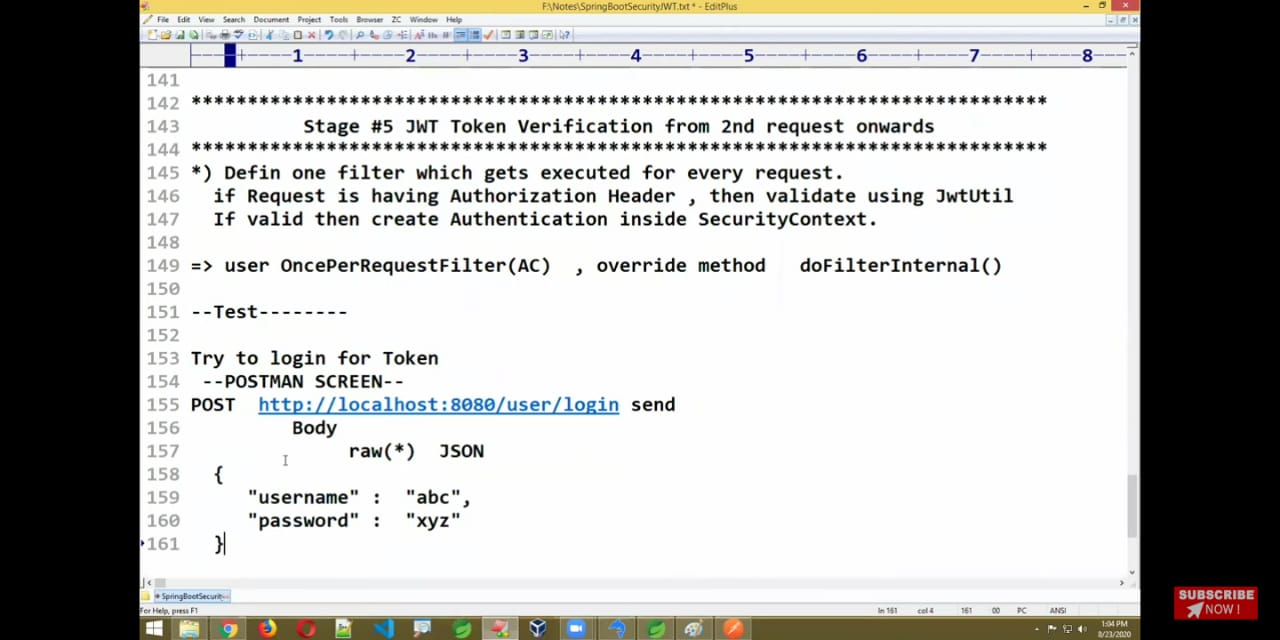 F:\Notes\SpringBootSecurityJWT.txt * - EditPlus
File Edit View Search Document Project Tools Browser ZC Window Help
1 2 3 4 5 6 7 8
141
142 ****************************************************************************
143 Stage #5 JWT Token Verification from 2nd request onwards
144 ****************************************************************************
145 *) Defin one filter which gets executed for every request.
146 if Request is having Authorization Header , then validate using JwtUtil
147 If valid then create Authentication inside SecurityContext.
148
149 => user OncePerRequestFilter(AC) , override method doFilterInternal()
150
151 --Test--------
152
153 Try to login for Token
154 --POSTMAN SCREEN--
155 POST http://localhost:8080/user/login send
156 Body
157 raw(*) JSON
158 {
159 "username" : "abc",
160 "password" : "xyz"
161 }
SpringBootSecurity
For Help, press F1 ln 161 col 4 161 00 PC ANSI
SUBSCRIBE
NOW !
1:04 PM
8/23/2020